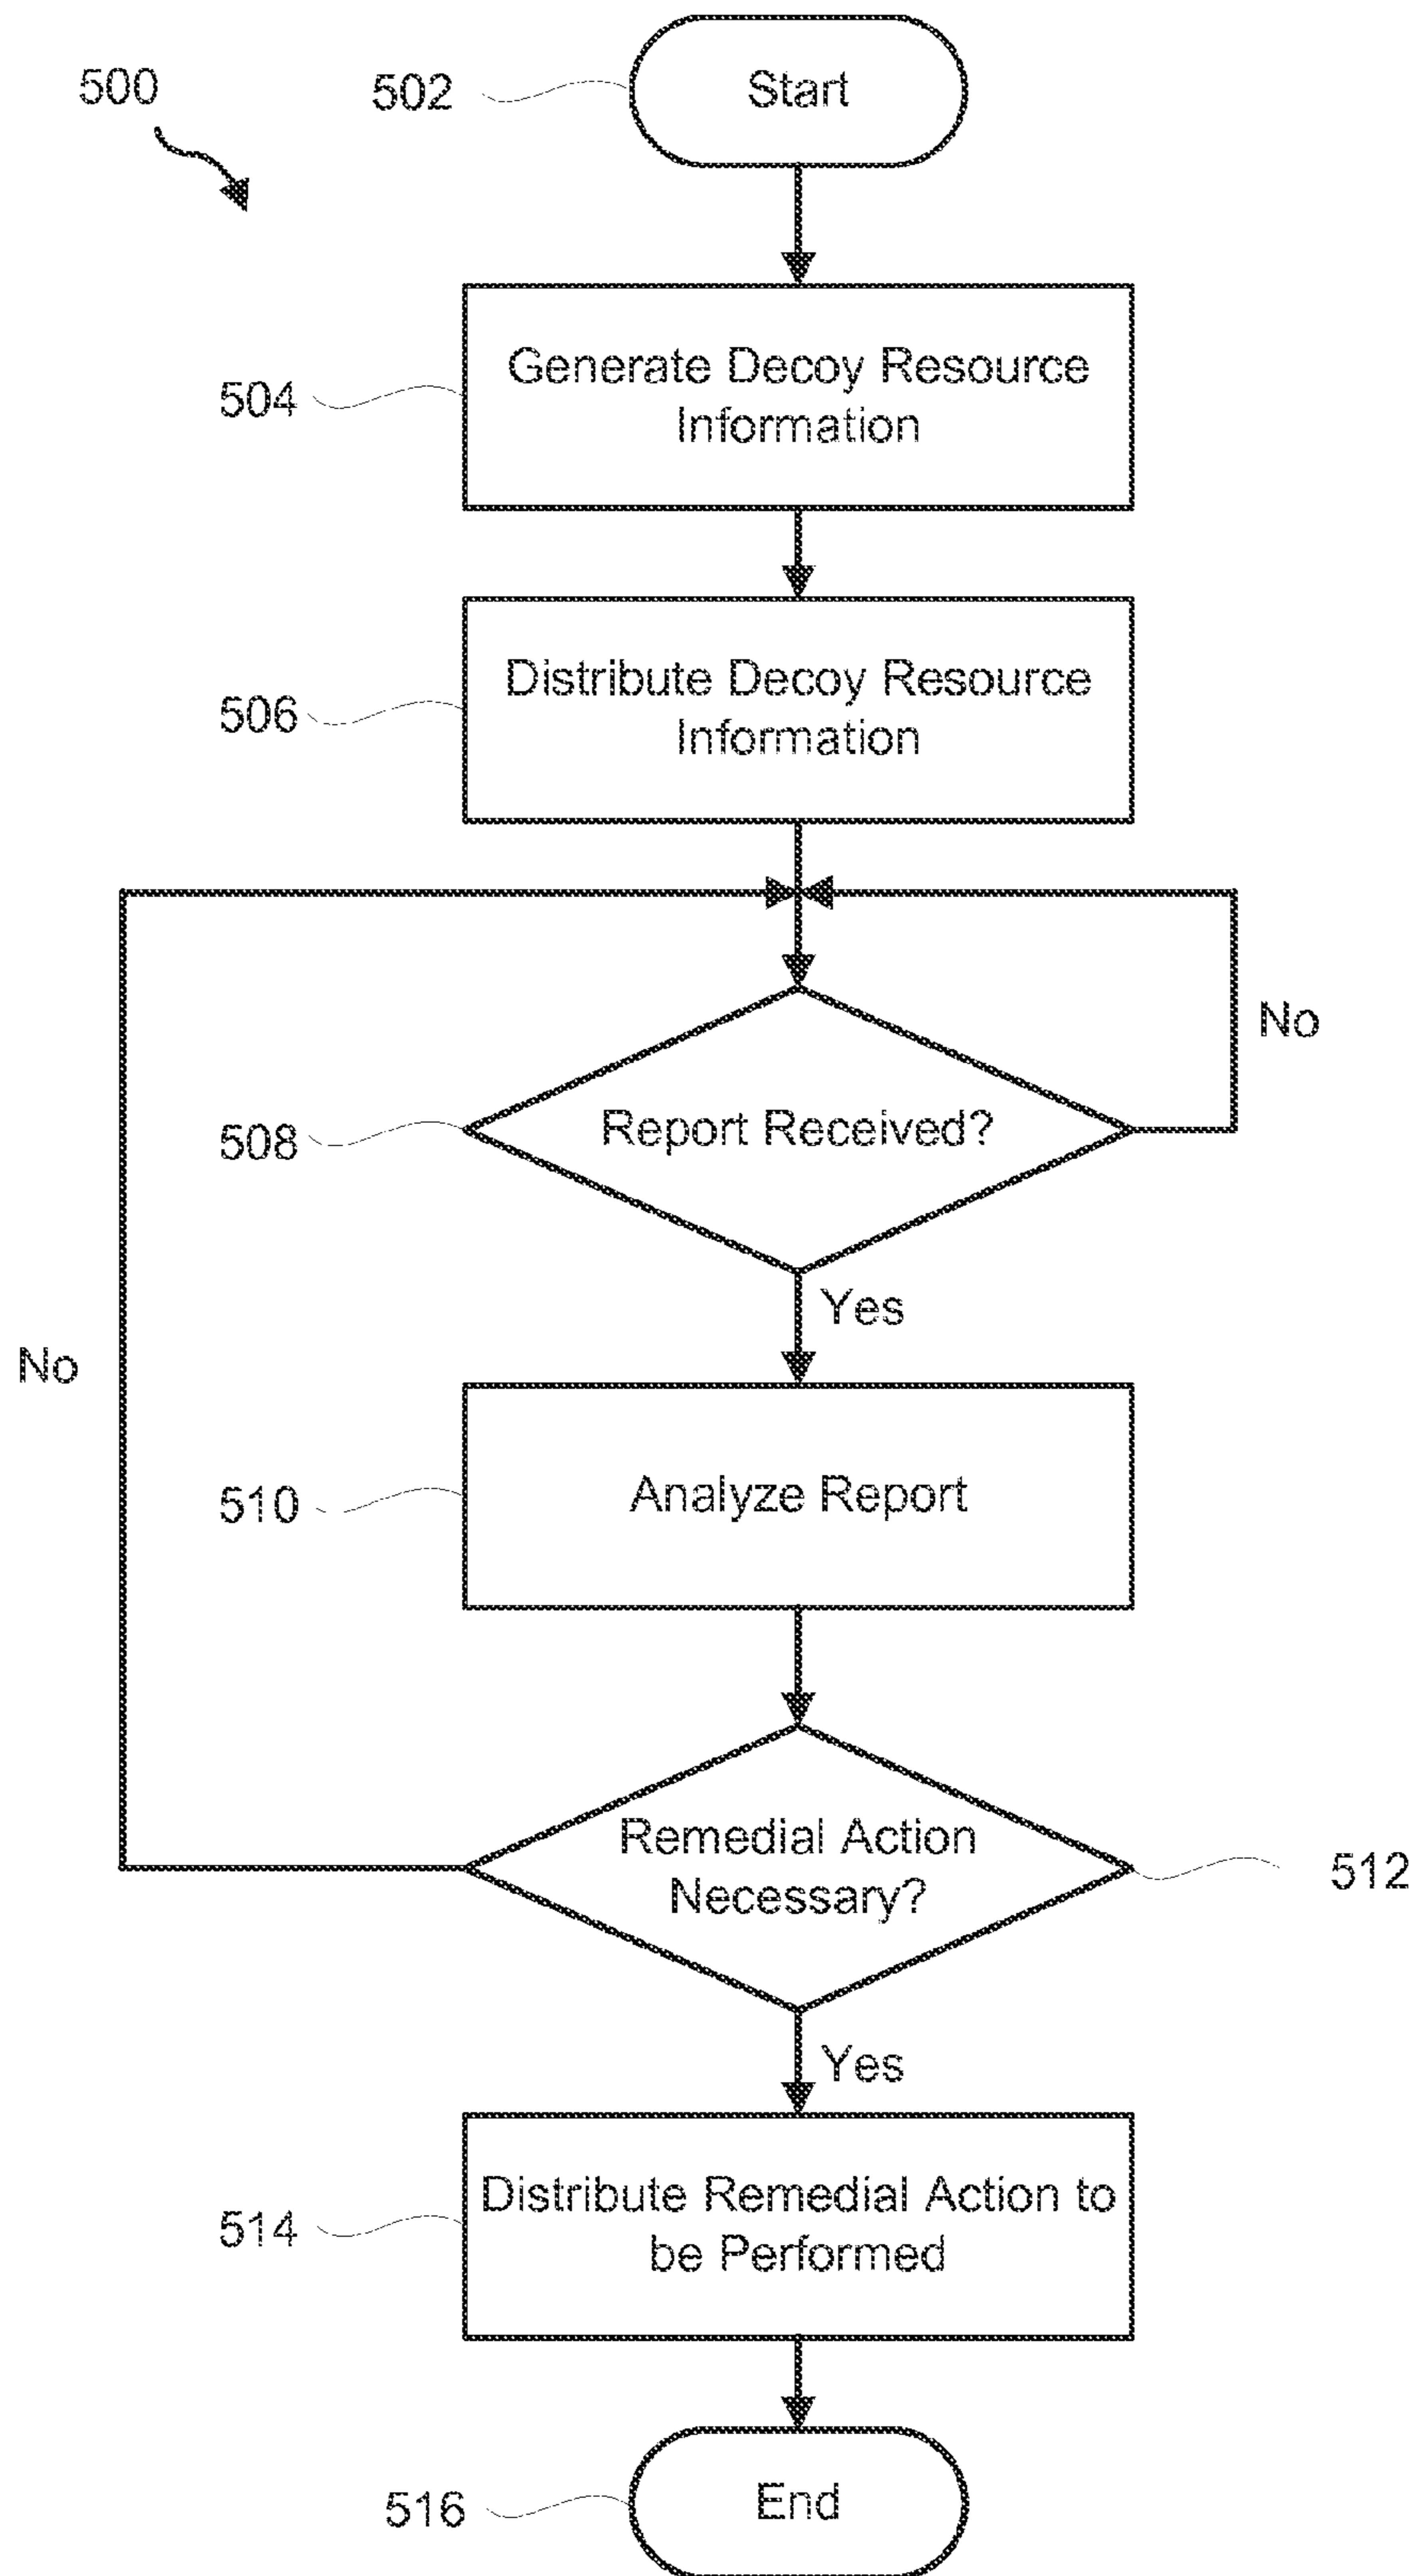 500
502
Start
504
Generate Decoy Resource
Information
506
Distribute Decoy Resource
Information
No
508
Report Received?
Yes
No
510
Analyze Report
Remedial Action
Necessary?
512
Yes
514
Distribute Remedial Action to
be Performed
516
End